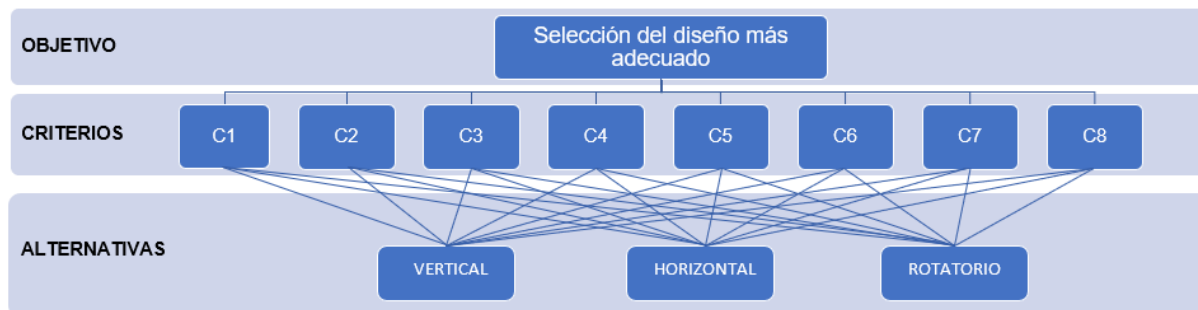 OBJETIVO
Selección del diseño más
adecuado
CRITERIOS
C1 C2 C3 C4 C5 C6 C7 C8
ALTERNATIVAS
VERTICAL HORIZONTAL ROTATORIO